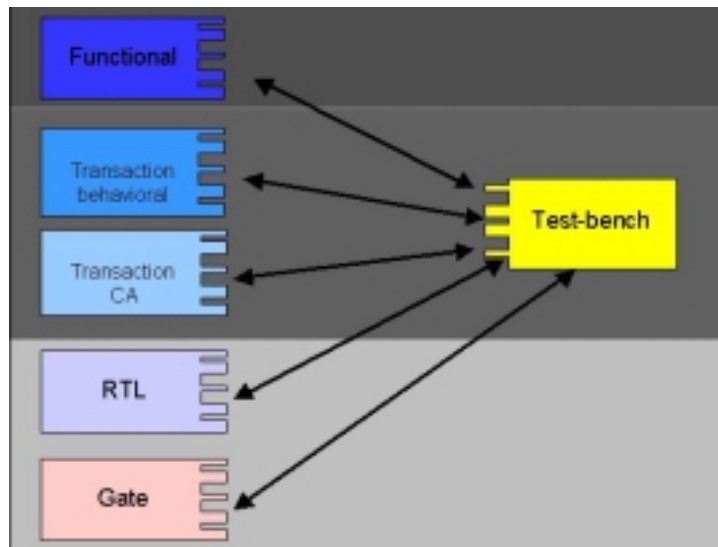 Functional
Transaction
behavioral
Test-bench
Transaction
CA
RTL
Gate